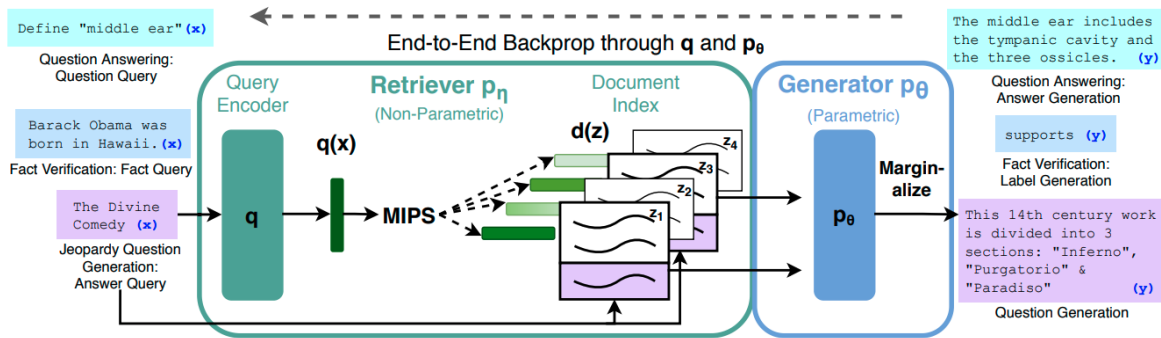 End-to-End Backprop through q and pθ
Define "middle ear" (x)
Question Answering:
Question Query
Barack Obama was
born in Hawaii. (x)
Fact Verification: Fact Query
The Divine
Comedy (x)
Jeopardy Question
Generation:
Answer Query
Query
Encoder
q
q(x)
Retriever pη
(Non-Parametric)
MIPS
Document
Index
d(z)
z4
z3
z2
z1
Generator pθ
(Parametric)
pθ
Margin-
alize
The middle ear includes
the tympanic cavity and
the three ossicles. (y)
Question Answering:
Answer Generation
supports (y)
Fact Verification:
Label Generation
This 14th century work
is divided into 3
sections: "Inferno",
"Purgatorio" &
"Paradiso" (y)
Question Generation